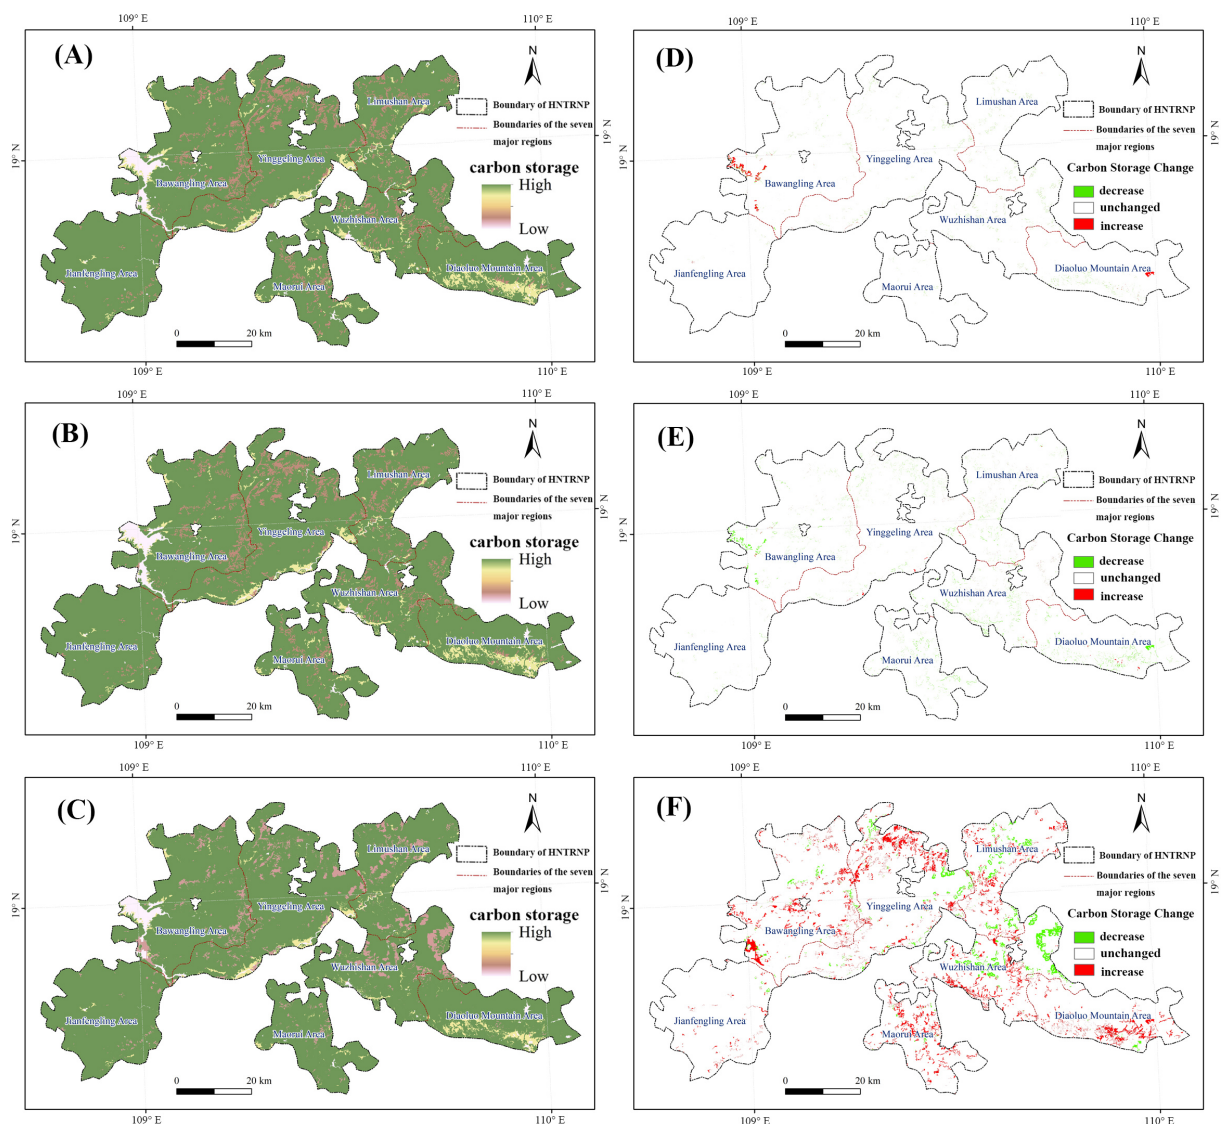 109° E
110° E
(A)
N
Limushan Area
Boundary of HNTRNP
Boundaries of the seven
major regions
19° N
19° N
Yinggeling Area
carbon storage
High
Low
Bawangling Area
Wuzhishan Area
Jianfengling Area
Diaoluo Mountain Area
Maorui Area
0
20 km
109° E
110° E
109° E
110° E
(D)
N
Limushan Area
Boundary of HNTRNP
Boundaries of the seven
major regions
19° N
19° N
Yinggeling Area
Carbon Storage Change
decrease
unchanged
increase
Bawangling Area
Wuzhishan Area
Jianfengling Area
Diaoluo Mountain Area
Maorui Area
0
20 km
109° E
110° E
109° E
110° E
(B)
N
Limushan Area
Boundary of HNTRNP
Boundaries of the seven
major regions
19° N
19° N
Yinggeling Area
carbon storage
High
Low
Bawangling Area
Wuzhishan Area
Jianfengling Area
Diaoluo Mountain Area
Maorui Area
0
20 km
109° E
110° E
109° E
110° E
(E)
N
Limushan Area
Boundary of HNTRNP
Boundaries of the seven
major regions
19° N
19° N
Yinggeling Area
Carbon Storage Change
decrease
unchanged
increase
Bawangling Area
Wuzhishan Area
Jianfengling Area
Diaoluo Mountain Area
Maorui Area
0
20 km
109° E
110° E
109° E
110° E
(C)
N
Limushan Area
Boundary of HNTRNP
Boundaries of the seven
major regions
19° N
19° N
Yinggeling Area
carbon storage
High
Low
Bawangling Area
Wuzhishan Area
Jianfengling Area
Diaoluo Mountain Area
Maorui Area
0
20 km
109° E
110° E
109° E
110° E
(F)
N
Limushan Area
Boundary of HNTRNP
Boundaries of the seven
major regions
19° N
19° N
Yinggeling Area
Carbon Storage Change
decrease
unchanged
increase
Bawangling Area
Wuzhishan Area
Jianfengling Area
Diaoluo Mountain Area
Maorui Area
0
20 km
109° E
110° E